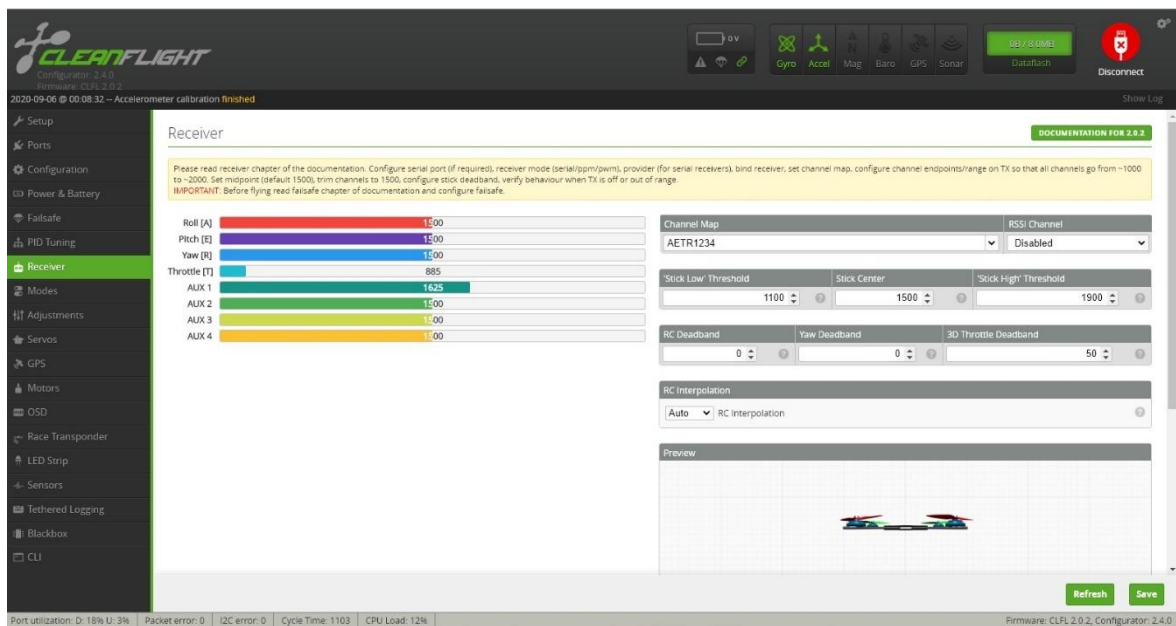 CLEANFLIGHT
Configurator: 2.4.0
Firmware: CLFL 2.0.2
0 V
Gyro Accel Mag Baro GPS Sonar
0B / 8.0MB
Dataflash
Disconnect
2020-09-06 @ 00:08:32 -- Accelerometer calibration finished
Show Log
Setup
Ports
Configuration
Power & Battery
Failsafe
PID Tuning
Receiver
Modes
Adjustments
Servos
GPS
Motors
OSD
Race Transponder
LED Strip
Sensors
Tethered Logging
Blackbox
CLI
Receiver
DOCUMENTATION FOR 2.0.2
Please read receiver chapter of the documentation. Configure serial port (if required), receiver mode (serial/ppm/pwm), provider (for serial receivers), bind receiver, set channel map, configure channel endpoints/range on TX so that all channels go from ~1000
to ~2000. Set midpoint (default 1500), trim channels to 1500, configure stick deadband, verify behaviour when TX is off or out of range.
IMPORTANT: Before flying read failsafe chapter of documentation and configure failsafe.
Roll [A] 1500
Pitch [E] 1500
Yaw [R] 1500
Throttle [T] 885
AUX 1 1625
AUX 2 1500
AUX 3 1500
AUX 4 1500
Channel Map RSSI Channel
AETR1234 Disabled
'Stick Low' Threshold Stick Center 'Stick High' Threshold
1100 1500 1900
RC Deadband Yaw Deadband 3D Throttle Deadband
0 0 50
RC Interpolation
Auto RC Interpolation
Preview
Refresh Save
Port utilization: D: 18% U: 3% Packet error: 0 I2C error: 0 Cycle Time: 1103 CPU Load: 12% Firmware: CLFL 2.0.2, Configurator: 2.4.0